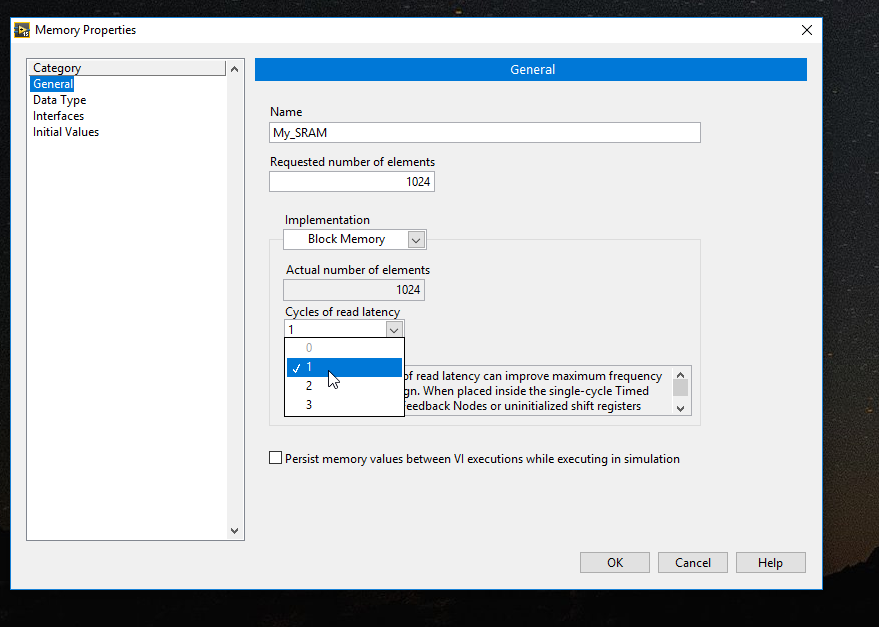 Memory Properties
Category
General
Data Type
Interfaces
Initial Values
General
Name
My_SRAM
Requested number of elements
1024
Implementation
Block Memory
Actual number of elements
1024
Cycles of read latency
1
0
1
2
3
of read latency can improve maximum frequency
gn. When placed inside the single-cycle Timed
eedback Nodes or uninitialized shift registers
Persist memory values between VI executions while executing in simulation
OK
Cancel
Help